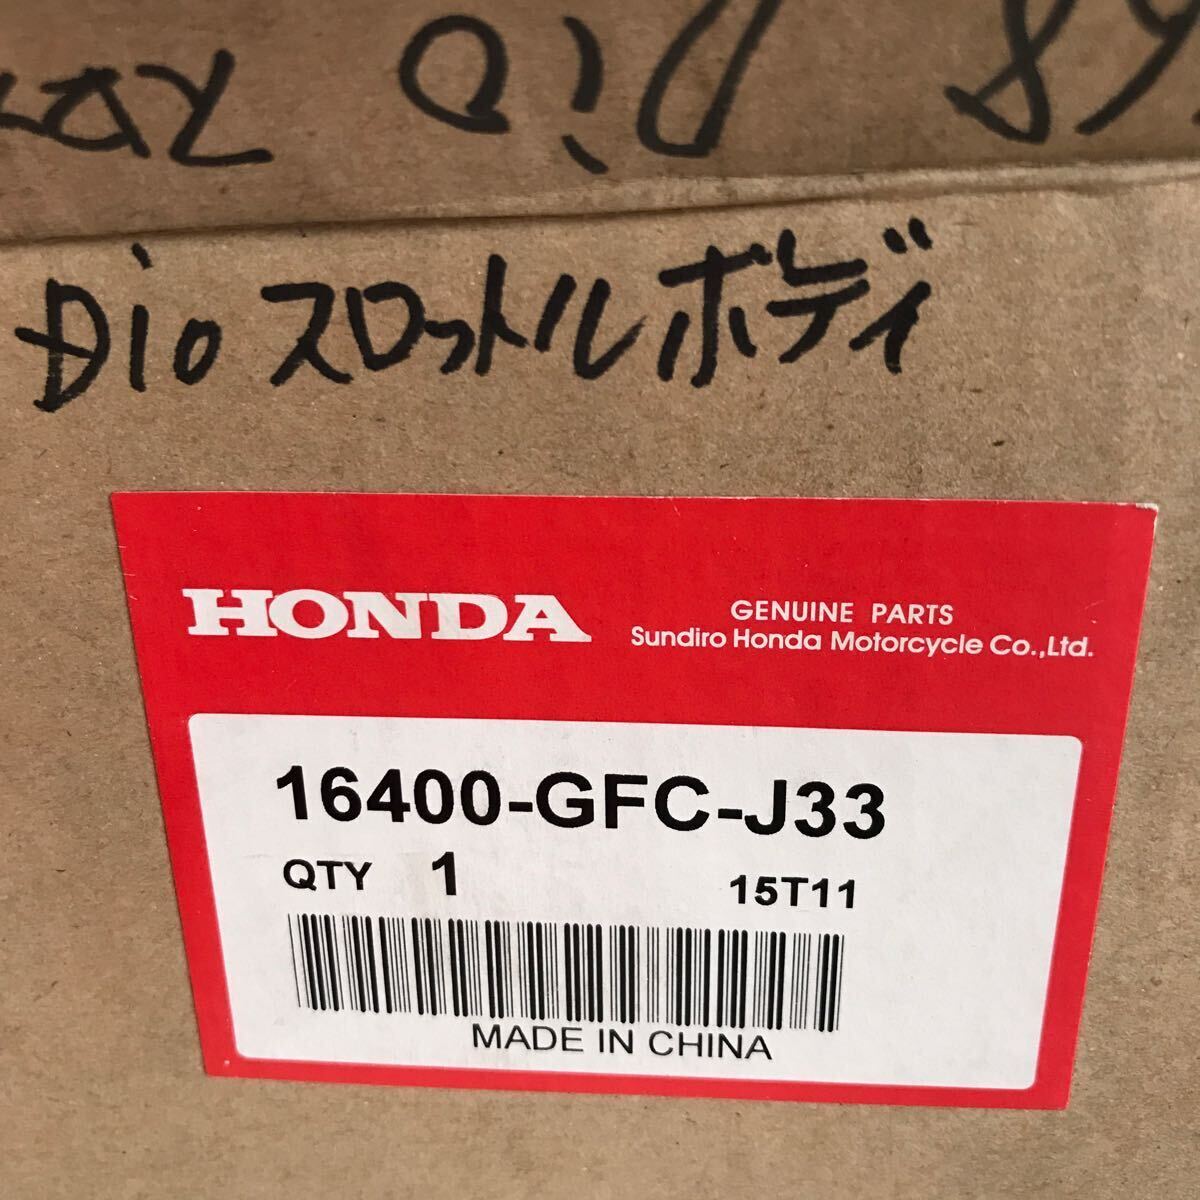 Dio スロットルボディ
HONDA
GENUINE PARTS
Sundiro Honda Motorcycle Co.,Ltd.
16400-GFC-J33
QTY 1
15T11
MADE IN CHINA